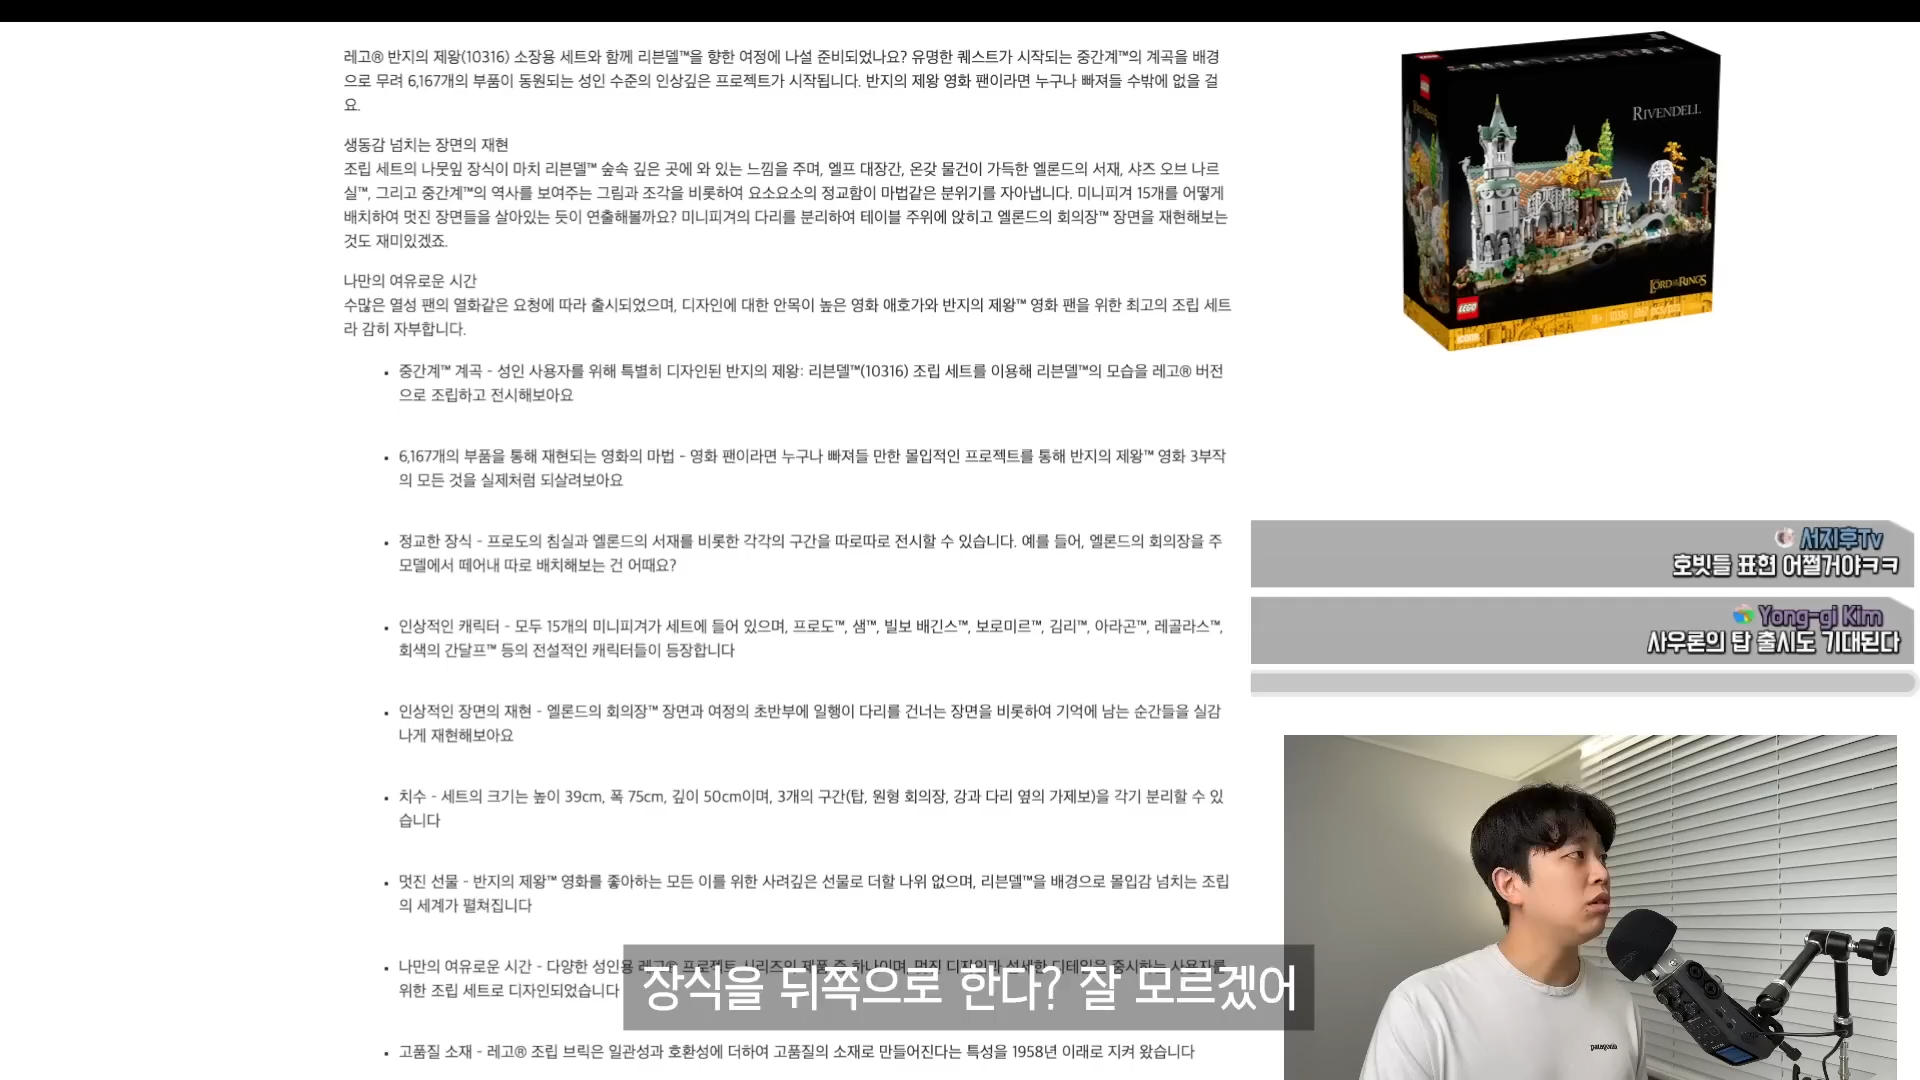 레고® 반지의 제왕(10316) 소장용 세트와 함께 리븐델™을 향한 여정에 나설 준비되었나요? 유명한 퀘스트가 시작되는 중간계™의 계곡을 배경
으로 무려 6,167개의 부품이 동원되는 성인 수준의 인상깊은 프로젝트가 시작됩니다. 반지의 제왕 영화 팬이라면 누구나 빠져들 수밖에 없을 걸
요.
생동감 넘치는 장면의 재현
조립 세트의 나뭇잎 장식이 마치 리븐델™ 숲속 깊은 곳에 와 있는 느낌을 주며, 엘프 대장간, 온갖 물건이 가득한 엘론드의 서재, 샤즈 오브 나르
실™, 그리고 중간계™의 역사를 보여주는 그림과 조각을 비롯하여 요소요소의 정교함이 마법같은 분위기를 자아냅니다. 미니피겨 15개를 어떻게
배치하여 멋진 장면들을 살아있는 듯이 연출해볼까요? 미니피겨의 다리를 분리하여 테이블 주위에 앉히고 엘론드의 회의장™ 장면을 재현해보는
것도 재미있겠죠.
나만의 여유로운 시간
수많은 열성 팬의 열화같은 요청에 따라 출시되었으며, 디자인에 대한 안목이 높은 영화 애호가와 반지의 제왕™ 영화 팬을 위한 최고의 조립 세트
라 감히 자부합니다.
• 중간계™ 계곡 - 성인 사용자를 위해 특별히 디자인된 반지의 제왕: 리븐델™(10316) 조립 세트를 이용해 리븐델™의 모습을 레고® 버전
으로 조립하고 전시해보아요
• 6,167개의 부품을 통해 재현되는 영화의 마법 - 영화 팬이라면 누구나 빠져들 만한 몰입적인 프로젝트를 통해 반지의 제왕™ 영화 3부작
의 모든 것을 실제처럼 되살려보아요
• 정교한 장식 - 프로도의 침실과 엘론드의 서재를 비롯한 각각의 구간을 따로따로 전시할 수 있습니다. 예를 들어, 엘론드의 회의장을 주
모델에서 떼어내 따로 배치해보는 건 어때요?
• 인상적인 캐릭터 - 모두 15개의 미니피겨가 세트에 들어 있으며, 프로도™, 샘™, 빌보 배긴스™, 보로미르™, 김리™, 아라곤™, 레골라스™,
회색의 간달프™ 등의 전설적인 캐릭터들이 등장합니다
• 인상적인 장면의 재현 - 엘론드의 회의장™ 장면과 여정의 초반부에 일행이 다리를 건너는 장면을 비롯하여 기억에 남는 순간들을 실감
나게 재현해보아요
• 치수 - 세트의 크기는 높이 39cm, 폭 75cm, 깊이 50cm이며, 3개의 구간(탑, 원형 회의장, 강과 다리 옆의 가제보)을 각기 분리할 수 있
습니다
• 멋진 선물 - 반지의 제왕™ 영화를 좋아하는 모든 이를 위한 사려깊은 선물로 더할 나위 없으며, 리븐델™을 배경으로 몰입감 넘치는 조립
의 세계가 펼쳐집니다
• 나만의 여유로운 시간 - 다양한 성인용 레고® 프로젝트 시리즈의 제품 중 하나이며, 멋진 디자인과 섬세한 디테일을 중시하는 사용자를
위한 조립 세트로 디자인되었습니다
• 고품질 소재 - 레고® 조립 브릭은 일관성과 호환성에 더하여 고품질의 소재로 만들어진다는 특성을 1958년 이래로 지켜 왔습니다
RIVENDELL
THE LORD OF THE RINGS
LEGO
서지후Tv
호빗들 표현 어쩔거야ㅋㅋ
Yong-gi Kim
사우론의 탑 출시도 기대된다
장식을 뒤쪽으로 한다? 잘 모르겠어
patagonia